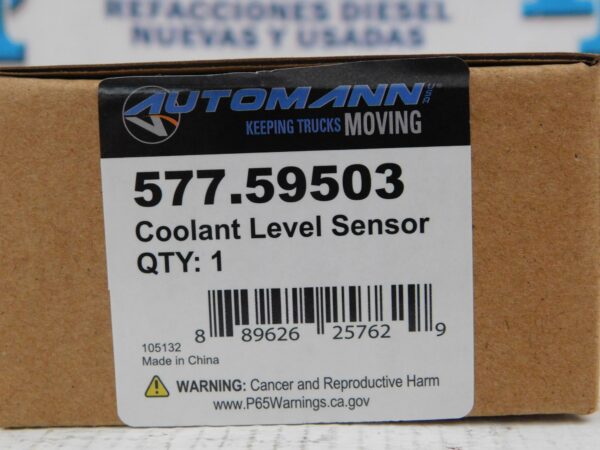 REFACCIONES DIESEL
NUEVAS Y USADAS
AUTOMANN USA
KEEPING TRUCKS MOVING
577.59503
Coolant Level Sensor
QTY: 1
8 89626 25762 9
105132
Made in China
WARNING: Cancer and Reproductive Harm
www.P65Warnings.ca.gov